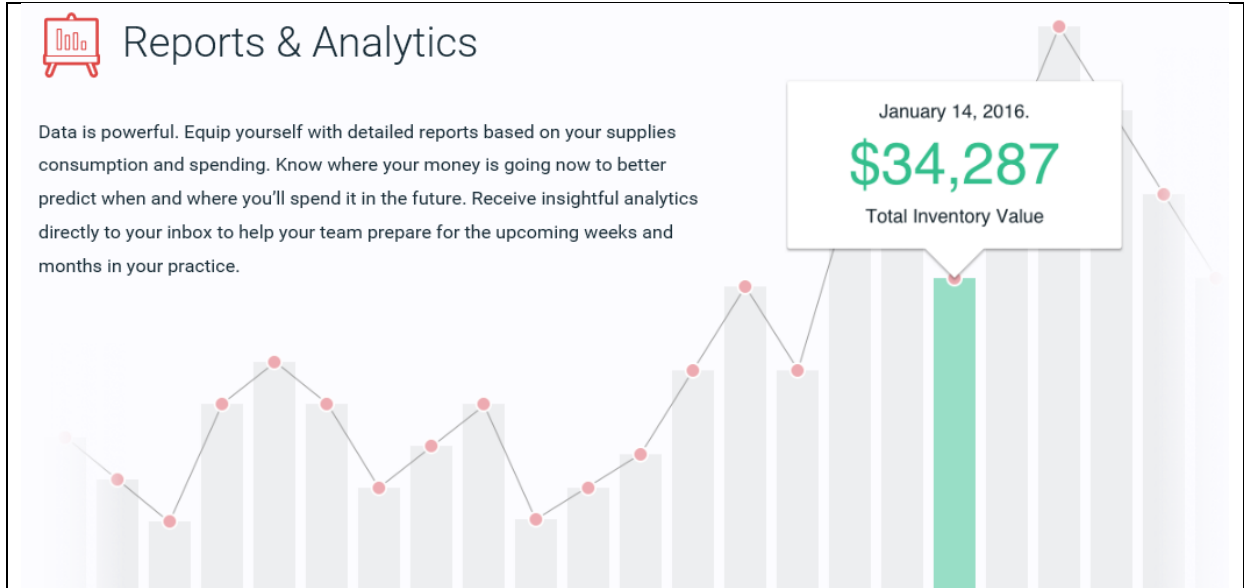 Reports & Analytics
Data is powerful. Equip yourself with detailed reports based on your supplies
consumption and spending. Know where your money is going now to better
predict when and where you’ll spend it in the future. Receive insightful analytics
directly to your inbox to help your team prepare for the upcoming weeks and
months in your practice.
January 14, 2016.
$34,287
Total Inventory Value